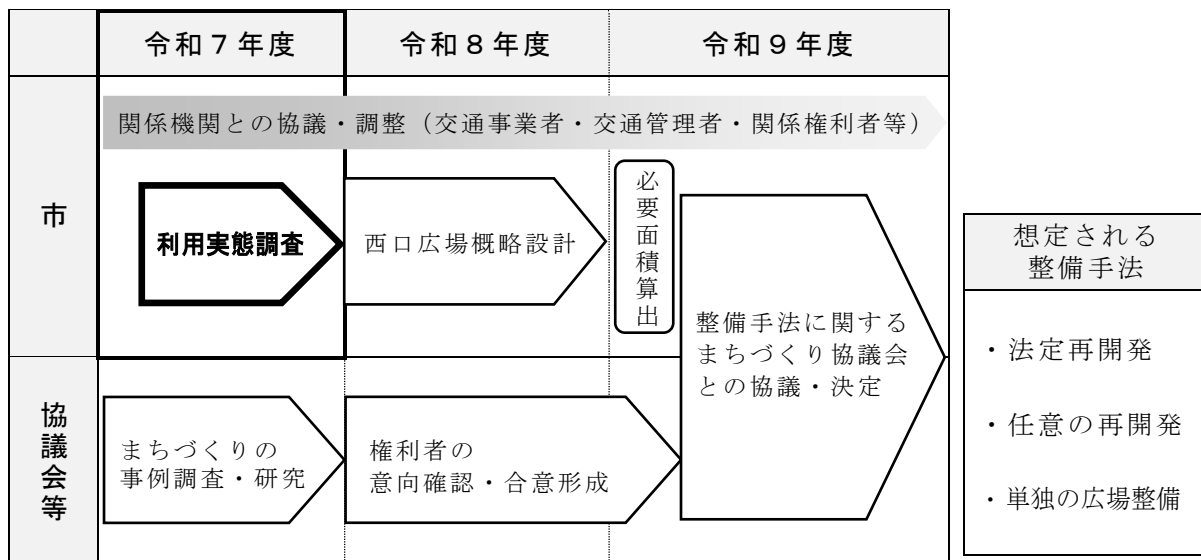 令和７年度
令和８年度
令和９年度
市
関係機関との協議・調整（交通事業者・交通管理者・関係権利者等）
利用実態調査
西口広場概略設計
必要面積算出
整備手法に関する
まちづくり協議会
との協議・決定
協議会等
まちづくりの
事例調査・研究
権利者の
意向確認・合意形成
想定される
整備手法
・法定再開発
・任意の再開発
・単独の広場整備